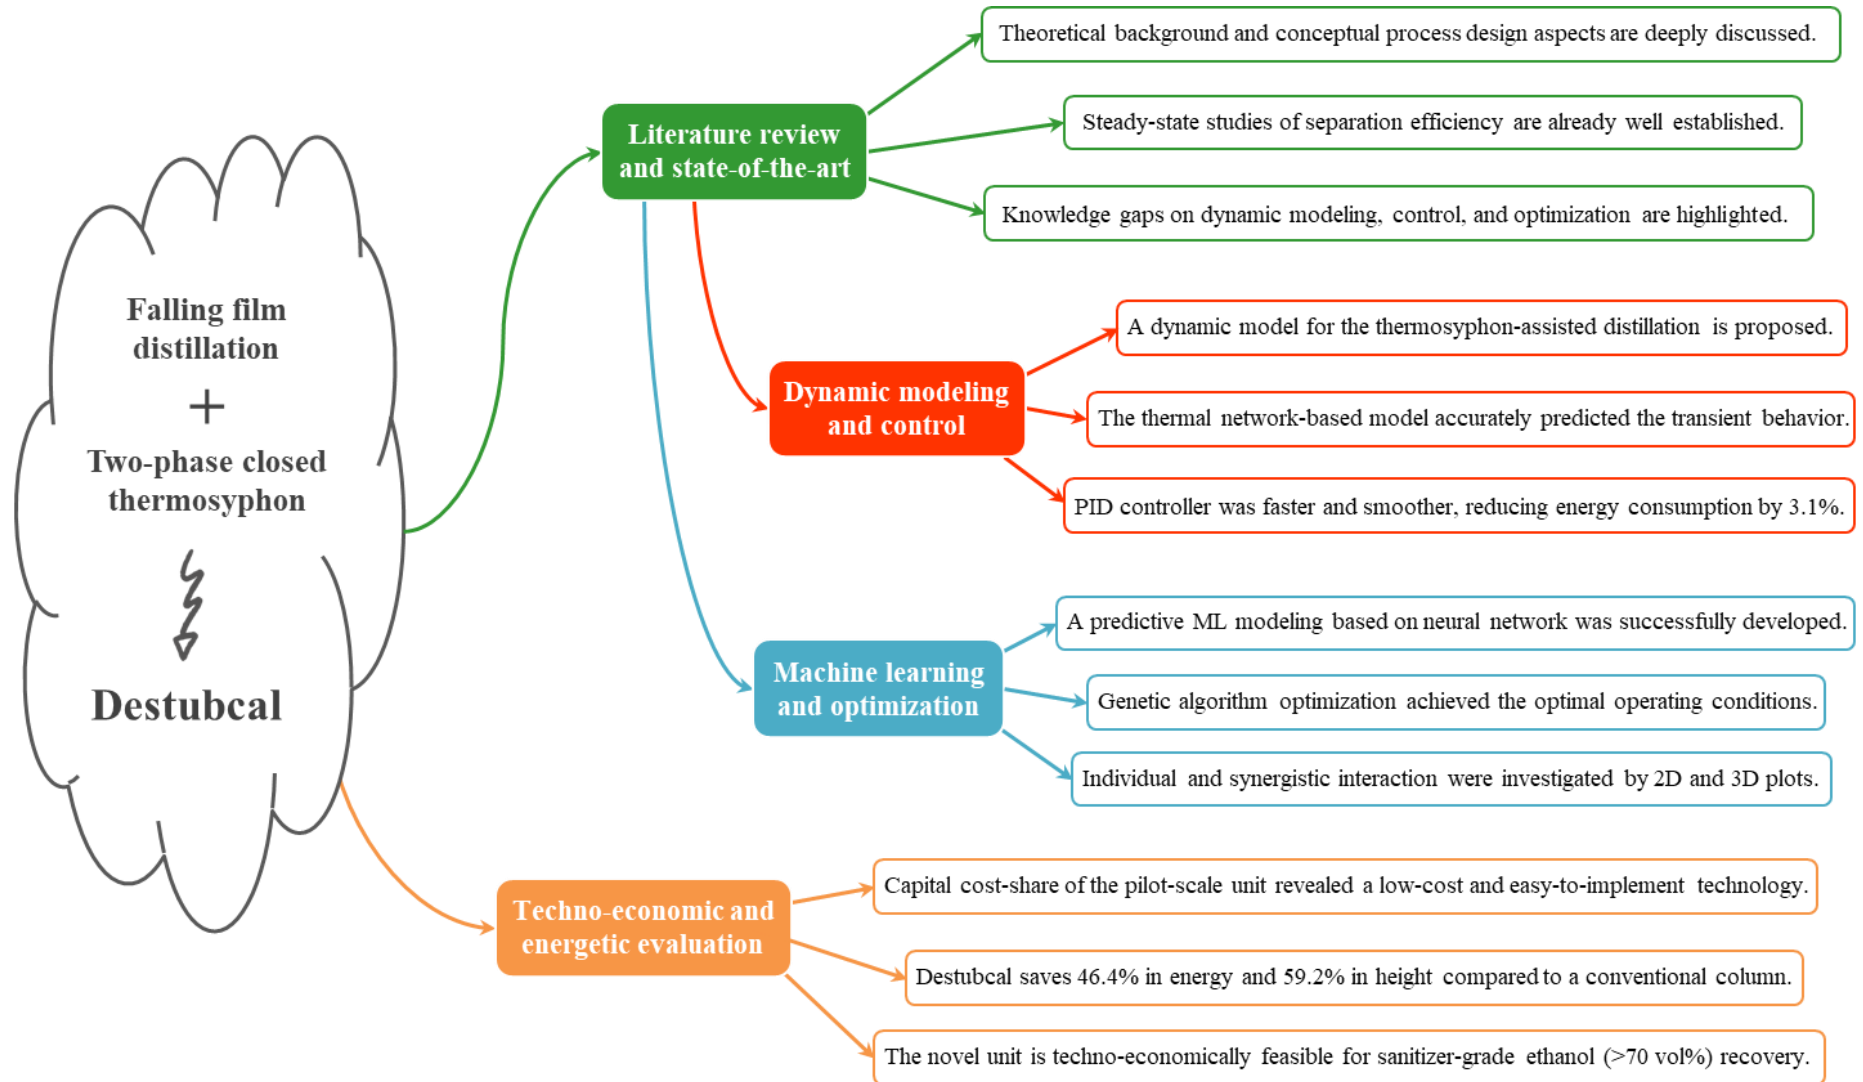 Falling film
distillation
+
Two-phase closed
thermosyphon
Destubcal
Literature review
and state-of-the-art
Theoretical background and conceptual process design aspects are deeply discussed.
Steady-state studies of separation efficiency are already well established.
Knowledge gaps on dynamic modeling, control, and optimization are highlighted.
Dynamic modeling
and control
A dynamic model for the thermosyphon-assisted distillation is proposed.
The thermal network-based model accurately predicted the transient behavior.
PID controller was faster and smoother, reducing energy consumption by 3.1%.
Machine learning
and optimization
A predictive ML modeling based on neural network was successfully developed.
Genetic algorithm optimization achieved the optimal operating conditions.
Individual and synergistic interaction were investigated by 2D and 3D plots.
Techno-economic and
energetic evaluation
Capital cost-share of the pilot-scale unit revealed a low-cost and easy-to-implement technology.
Destubcal saves 46.4% in energy and 59.2% in height compared to a conventional column.
The novel unit is techno-economically feasible for sanitizer-grade ethanol (>70 vol%) recovery.